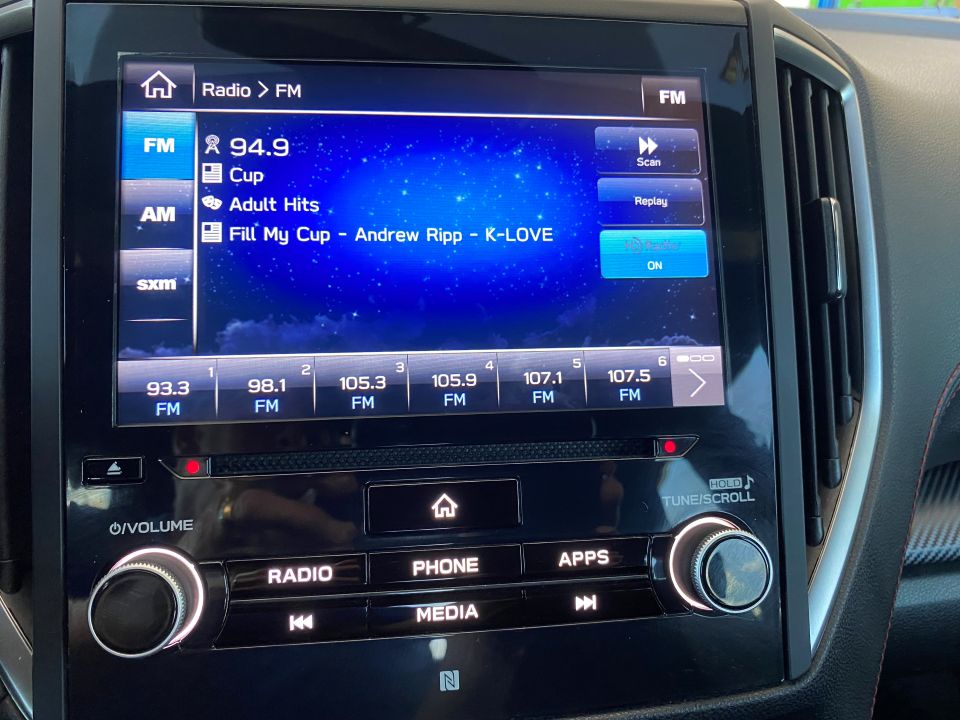 Radio > FM
FM
FM
94.9
Cup
Adult Hits
Fill My Cup - Andrew Ripp - K-LOVE
AM
sxm
Scan
Replay
HD Radio
ON
1
93.3
FM
2
98.1
FM
3
105.3
FM
4
105.9
FM
5
107.1
FM
6
107.5
FM
HOLD
TUNE/SCROLL
/VOLUME
RADIO
PHONE
APPS
MEDIA
N